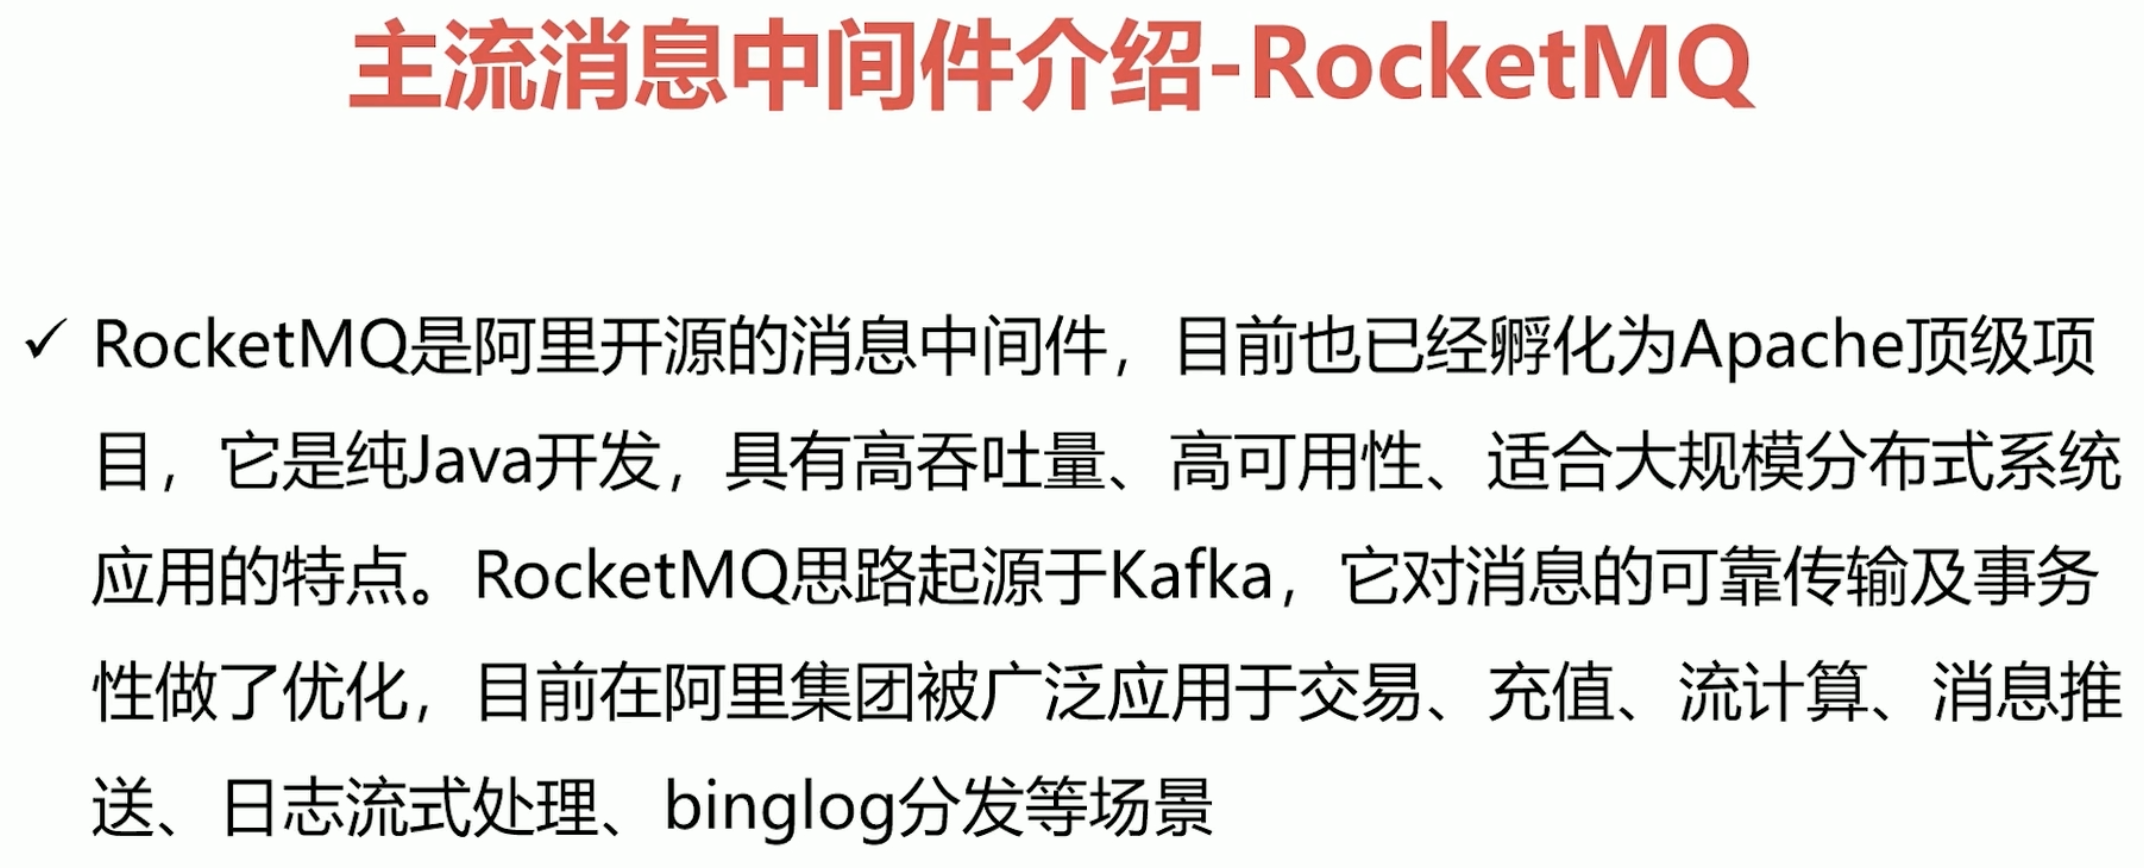 主流消息中间件介绍-RocketMQ
✓ RocketMQ是阿里开源的消息中间件，目前也已经孵化为Apache顶级项
目，它是纯Java开发，具有高吞吐量、高可用性、适合大规模分布式系统
应用的特点。RocketMQ思路起源于Kafka，它对消息的可靠传输及事务
性做了优化，目前在阿里集团被广泛应用于交易、充值、流计算、消息推
送、日志流式处理、binglog分发等场景